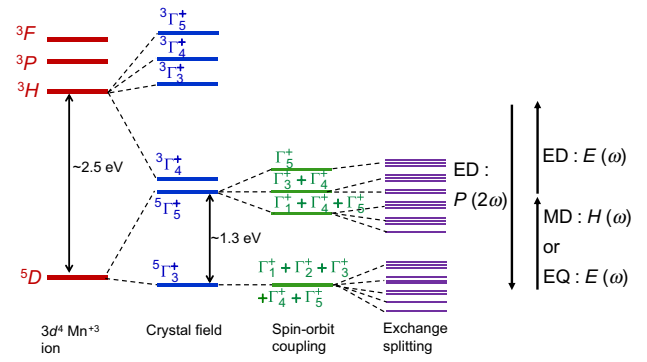 ³F
³P
³H
~2.5 eV
⁵D
3d⁴ Mn⁺³
ion
³Γ₅⁺
³Γ₄⁺
³Γ₃⁺
³Γ₄⁺
⁵Γ₅⁺
~1.3 eV
⁵Γ₃⁺
Crystal field
Γ₅⁺
Γ₃⁺ + Γ₄⁺
Γ₁⁺ + Γ₄⁺ + Γ₅⁺
Γ₁⁺ + Γ₂⁺ + Γ₃⁺
+Γ₄⁺ + Γ₅⁺
Spin-orbit
coupling
Exchange
splitting
ED :
P (2ω)
ED : E (ω)
MD : H (ω)
or
EQ : E (ω)